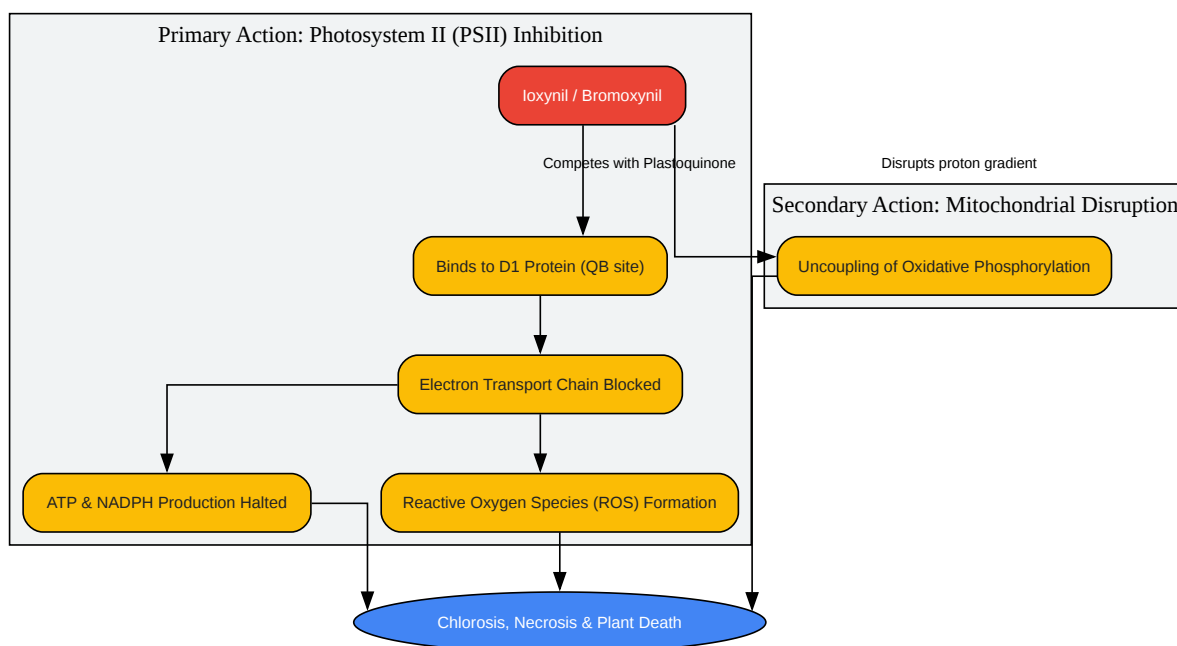 Primary Action: Photosystem II (PSII) Inhibition
Ioxynil / Bromoxynil
Competes with Plastoquinone
Disrupts proton gradient
Secondary Action: Mitochondrial Disruption
Binds to D1 Protein (QB site)
Uncoupling of Oxidative Phosphorylation
Electron Transport Chain Blocked
ATP & NADPH Production Halted
Reactive Oxygen Species (ROS) Formation
Chlorosis, Necrosis & Plant Death